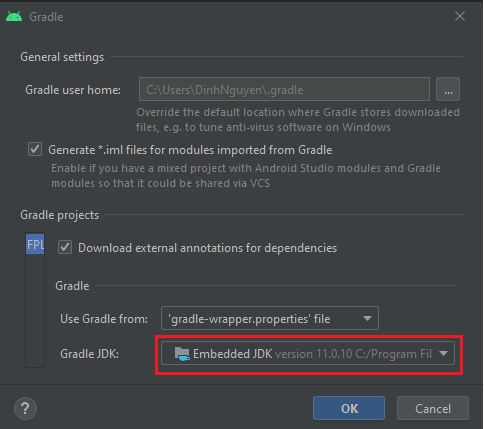 Gradle
General settings
Gradle user home:
C:\Users\DinhNguyen\.gradle
...
Override the default location where Gradle stores downloaded
files, e.g. to tune anti-virus software on Windows
Generate *.iml files for modules imported from Gradle
Enable if you have a mixed project with Android Studio modules and Gradle
modules so that it could be shared via VCS
Gradle projects
FPL
Download external annotations for dependencies
Gradle
Use Gradle from:
'gradle-wrapper.properties' file
Gradle JDK:
Embedded JDK version 11.0.10 C:/Program Fil
?
OK
Cancel